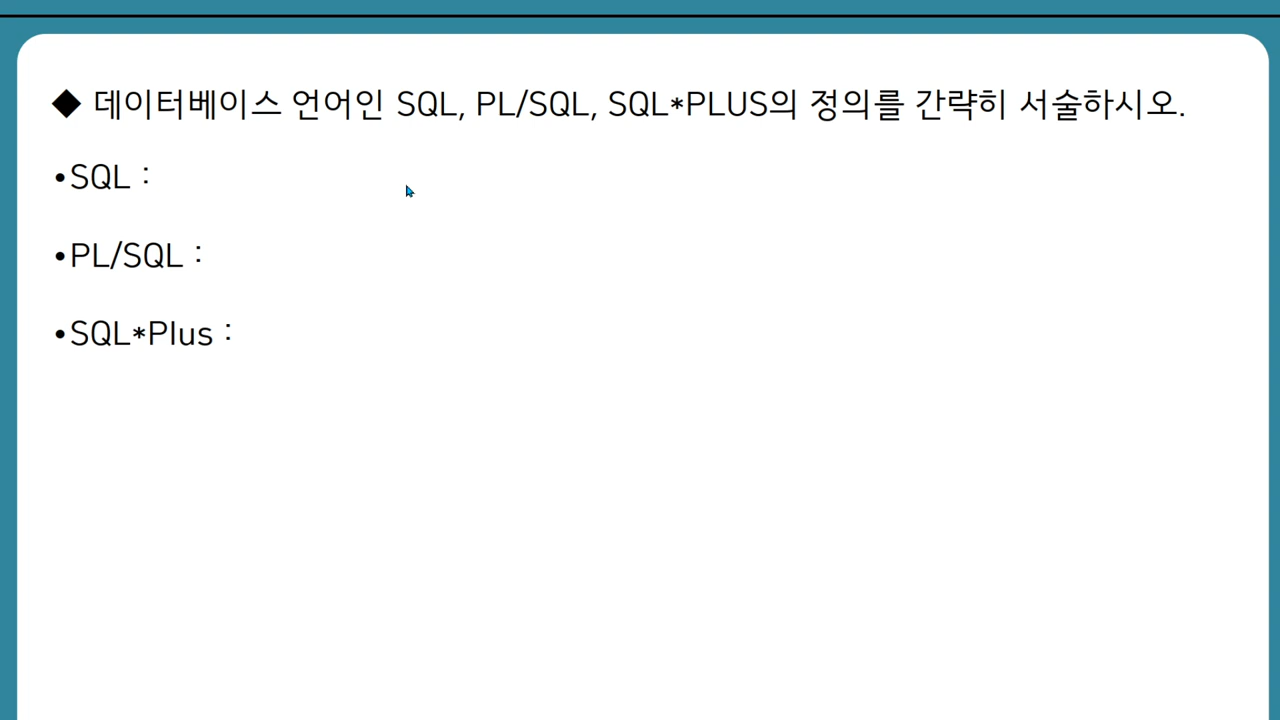 ◆ 데이터베이스 언어인 SQL, PL/SQL, SQL*PLUS의 정의를 간략히 서술하시오.
•SQL :
•PL/SQL :
•SQL*Plus :